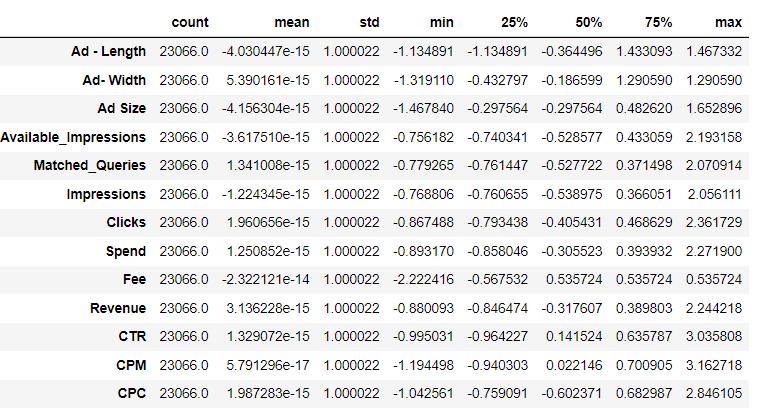 count mean std min 25% 50% 75% max
Ad - Length 23066.0 -4.030447e-15 1.000022 -1.134891 -1.134891 -0.364496 1.433093 1.467332
Ad- Width 23066.0 5.390161e-15 1.000022 -1.319110 -0.432797 -0.186599 1.290590 1.290590
Ad Size 23066.0 -4.156304e-15 1.000022 -1.467840 -0.297564 -0.297564 0.482620 1.652896
Available_Impressions 23066.0 -3.617510e-15 1.000022 -0.756182 -0.740341 -0.528577 0.433059 2.193158
Matched_Queries 23066.0 1.341008e-15 1.000022 -0.779265 -0.761447 -0.527722 0.371498 2.070914
Impressions 23066.0 -1.224345e-15 1.000022 -0.768806 -0.760655 -0.538975 0.366051 2.056111
Clicks 23066.0 1.960656e-15 1.000022 -0.867488 -0.793438 -0.405431 0.468629 2.361729
Spend 23066.0 1.250852e-15 1.000022 -0.893170 -0.858046 -0.305523 0.393932 2.271900
Fee 23066.0 -2.322121e-14 1.000022 -2.222416 -0.567532 0.535724 0.535724 0.535724
Revenue 23066.0 3.136228e-15 1.000022 -0.880093 -0.846474 -0.317607 0.389803 2.244218
CTR 23066.0 1.329072e-15 1.000022 -0.995031 -0.964227 0.141524 0.635787 3.035808
CPM 23066.0 5.791296e-17 1.000022 -1.194498 -0.940303 0.022146 0.700905 3.162718
CPC 23066.0 1.987283e-15 1.000022 -1.042561 -0.759091 -0.602371 0.682987 2.846105